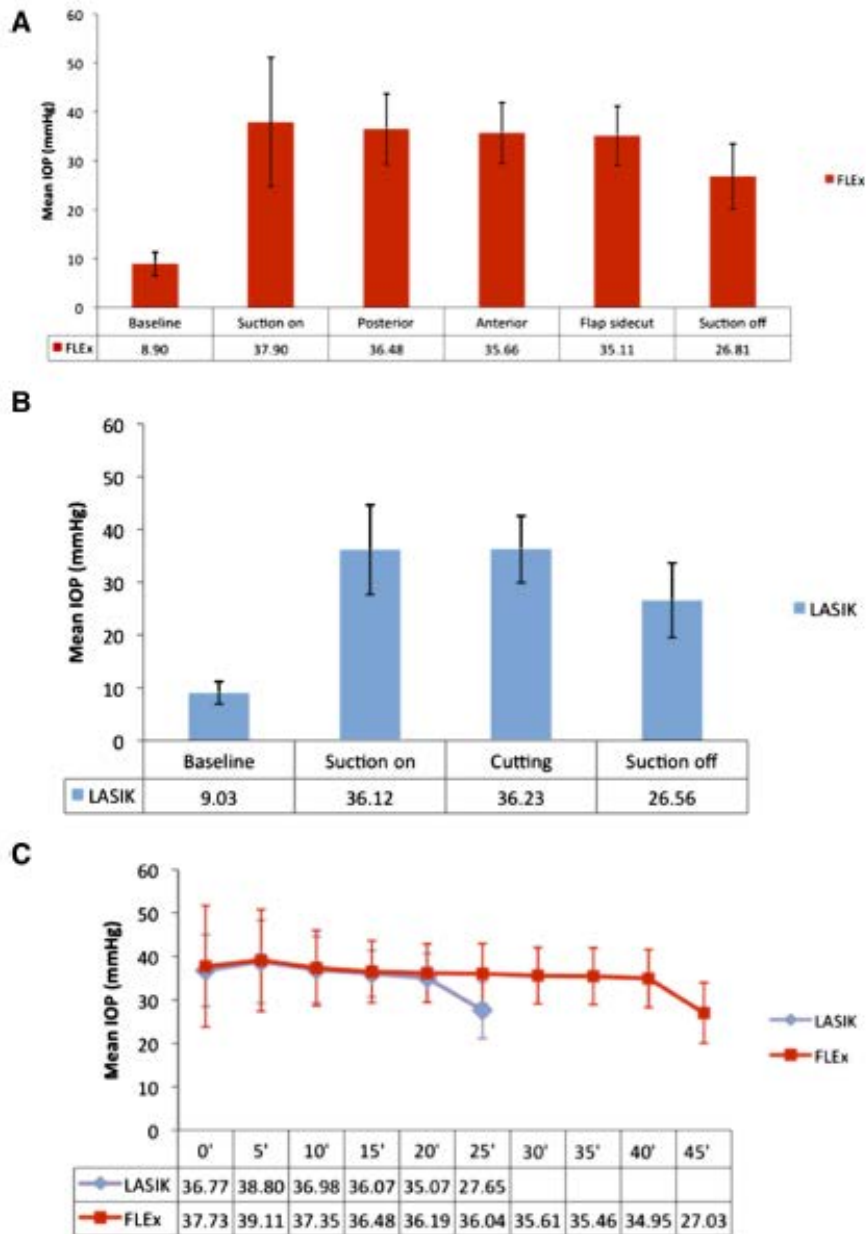 A
60
50
40
30
20
10
0
Mean IOP (mmHg)
FLEx
Baseline Suction on Posterior Anterior Flap sidecut Suction off
FLEx 8.90 37.90 36.48 35.66 35.11 26.81
B
60
50
40
30
20
10
0
Mean IOP (mmHg)
LASIK
Baseline Suction on Cutting Suction off
LASIK 9.03 36.12 36.23 26.56
C
60
50
40
30
20
10
0
Mean IOP (mmHg)
LASIK
FLEx
0' 5' 10' 15' 20' 25' 30' 35' 40' 45'
LASIK 36.77 38.80 36.98 36.07 35.07 27.65
FLEx 37.73 39.11 37.35 36.48 36.19 36.04 35.61 35.46 34.95 27.03